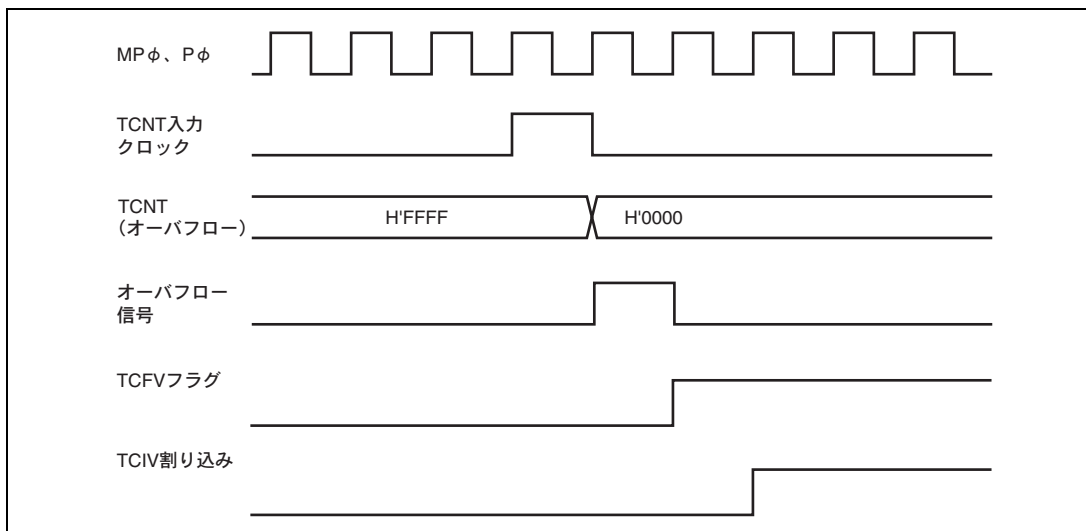 MPφ、Pφ
TCNT入力
クロック
TCNT
（オーバフロー）
H'FFFF
H'0000
オーバフロー
信号
TCFVフラグ
TCIV割り込み